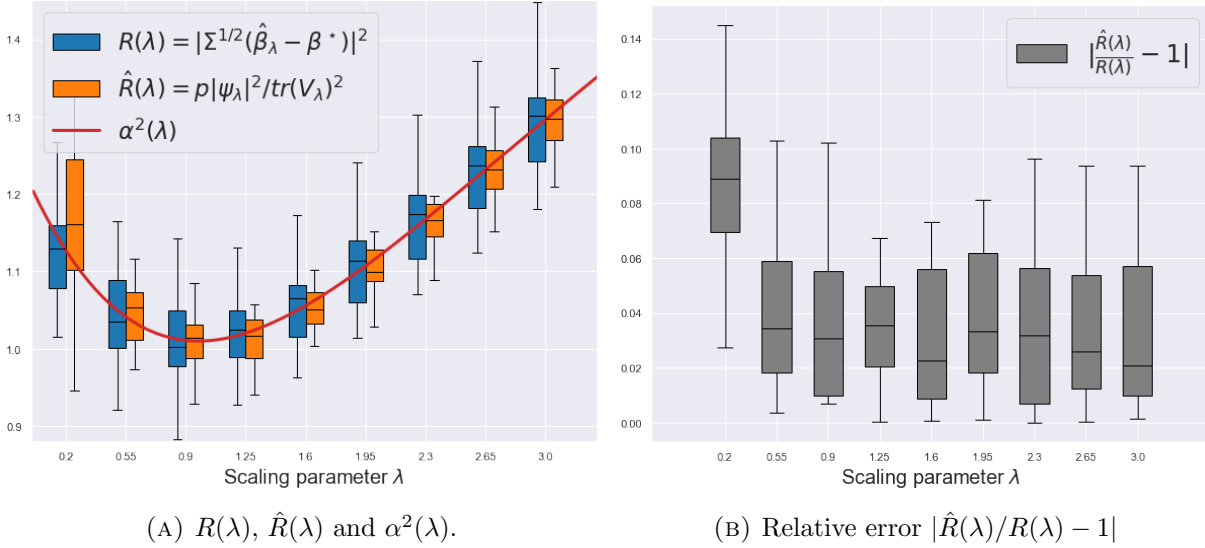 1.4
1.3
1.2
1.1
1.0
0.9
R(λ) = |Σ^{1/2}(β̂_λ − β*)|²
R̂(λ) = p|ψ_λ|²/tr(V_λ)²
α²(λ)
0.2 0.55 0.9 1.25 1.6 1.95 2.3 2.65 3.0
Scaling parameter λ
(A) R(λ), R̂(λ) and α²(λ).
0.14
0.12
0.10
0.08
0.06
0.04
0.02
0.00
|R̂(λ)/R(λ) − 1|
0.2 0.55 0.9 1.25 1.6 1.95 2.3 2.65 3.0
Scaling parameter λ
(B) Relative error |R̂(λ)/R(λ) − 1|